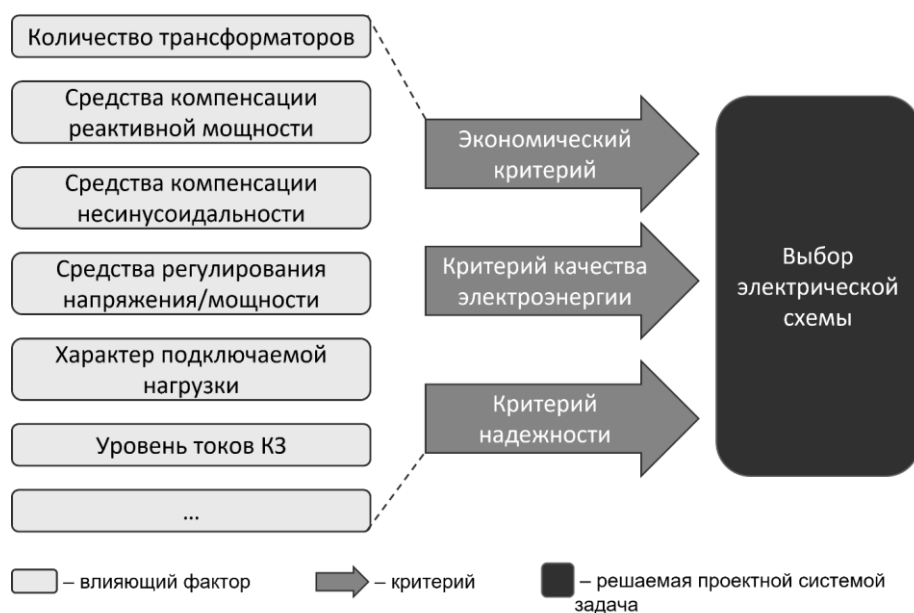 Количество трансформаторов
Средства компенсации
реактивной мощности
Средства компенсации
несинусоидальности
Средства регулирования
напряжения/мощности
Характер подключаемой
нагрузки
Уровень токов КЗ
...
Экономический
критерий
Критерий качества
электроэнергии
Критерий
надежности
Выбор
электрической
схемы
– влияющий фактор
– критерий
– решаемая проектной системой
задача